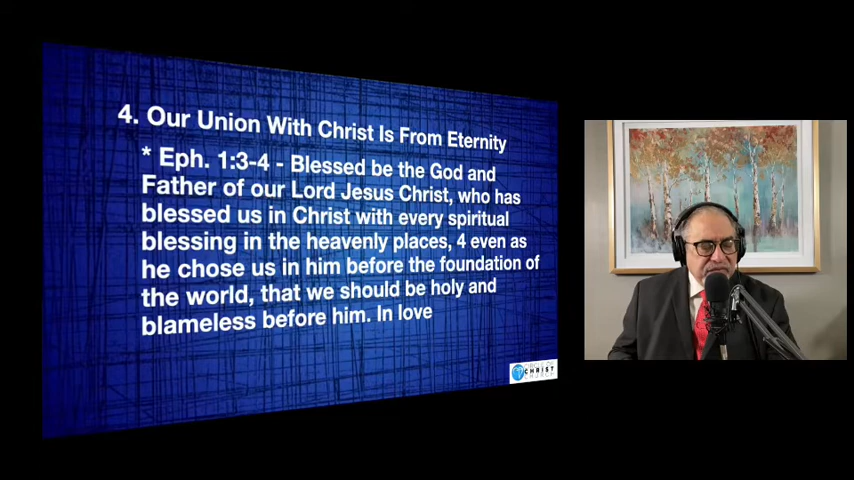 4. Our Union With Christ Is From Eternity
* Eph. 1:3-4 - Blessed be the God and
Father of our Lord Jesus Christ, who has
blessed us in Christ with every spiritual
blessing in the heavenly places, 4 even as
he chose us in him before the foundation of
the world, that we should be holy and
blameless before him. In love
CIRCLE OF
CHRIST
CHURCH